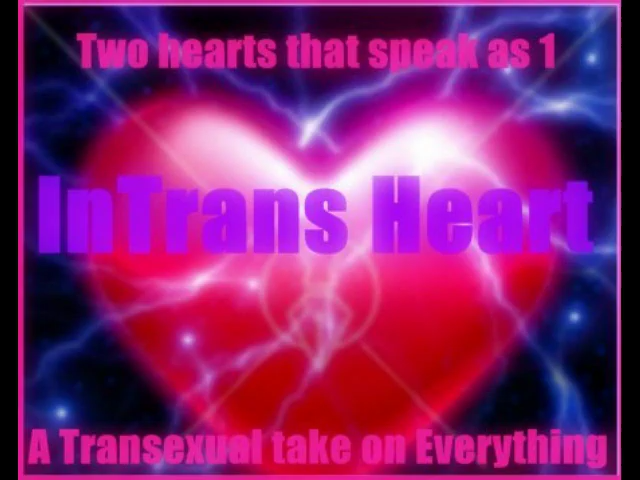 Two hearts that speak as 1
InTrans Heart
A Transexual take on Everything